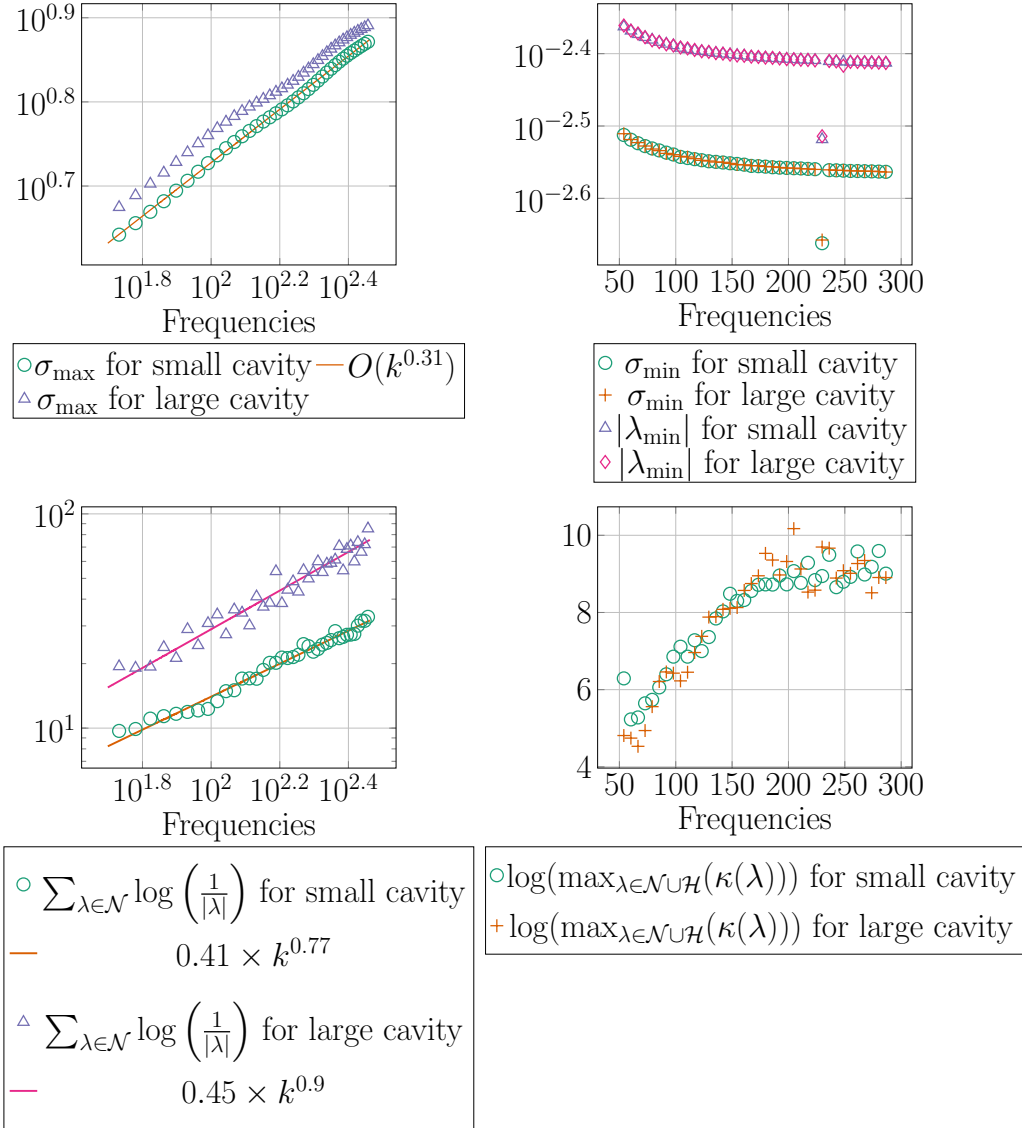 10^0.9
10^0.8
10^0.7
10^1.8 10^2 10^2.2 10^2.4
Frequencies
σ_max for small cavity O(k^0.31)
σ_max for large cavity
10^−2.4
10^−2.5
10^−2.6
50 100 150 200 250 300
Frequencies
σ_min for small cavity
σ_min for large cavity
|λ_min| for small cavity
|λ_min| for large cavity
10^2
10^1
10^1.8 10^2 10^2.2 10^2.4
Frequencies
∑_{λ∈𝒩} log (1/|λ|) for small cavity
0.41 × k^0.77
∑_{λ∈𝒩} log (1/|λ|) for large cavity
0.45 × k^0.9
10
8
6
4
50 100 150 200 250 300
Frequencies
log(max_{λ∈𝒩∪ℋ}(κ(λ))) for small cavity
log(max_{λ∈𝒩∪ℋ}(κ(λ))) for large cavity